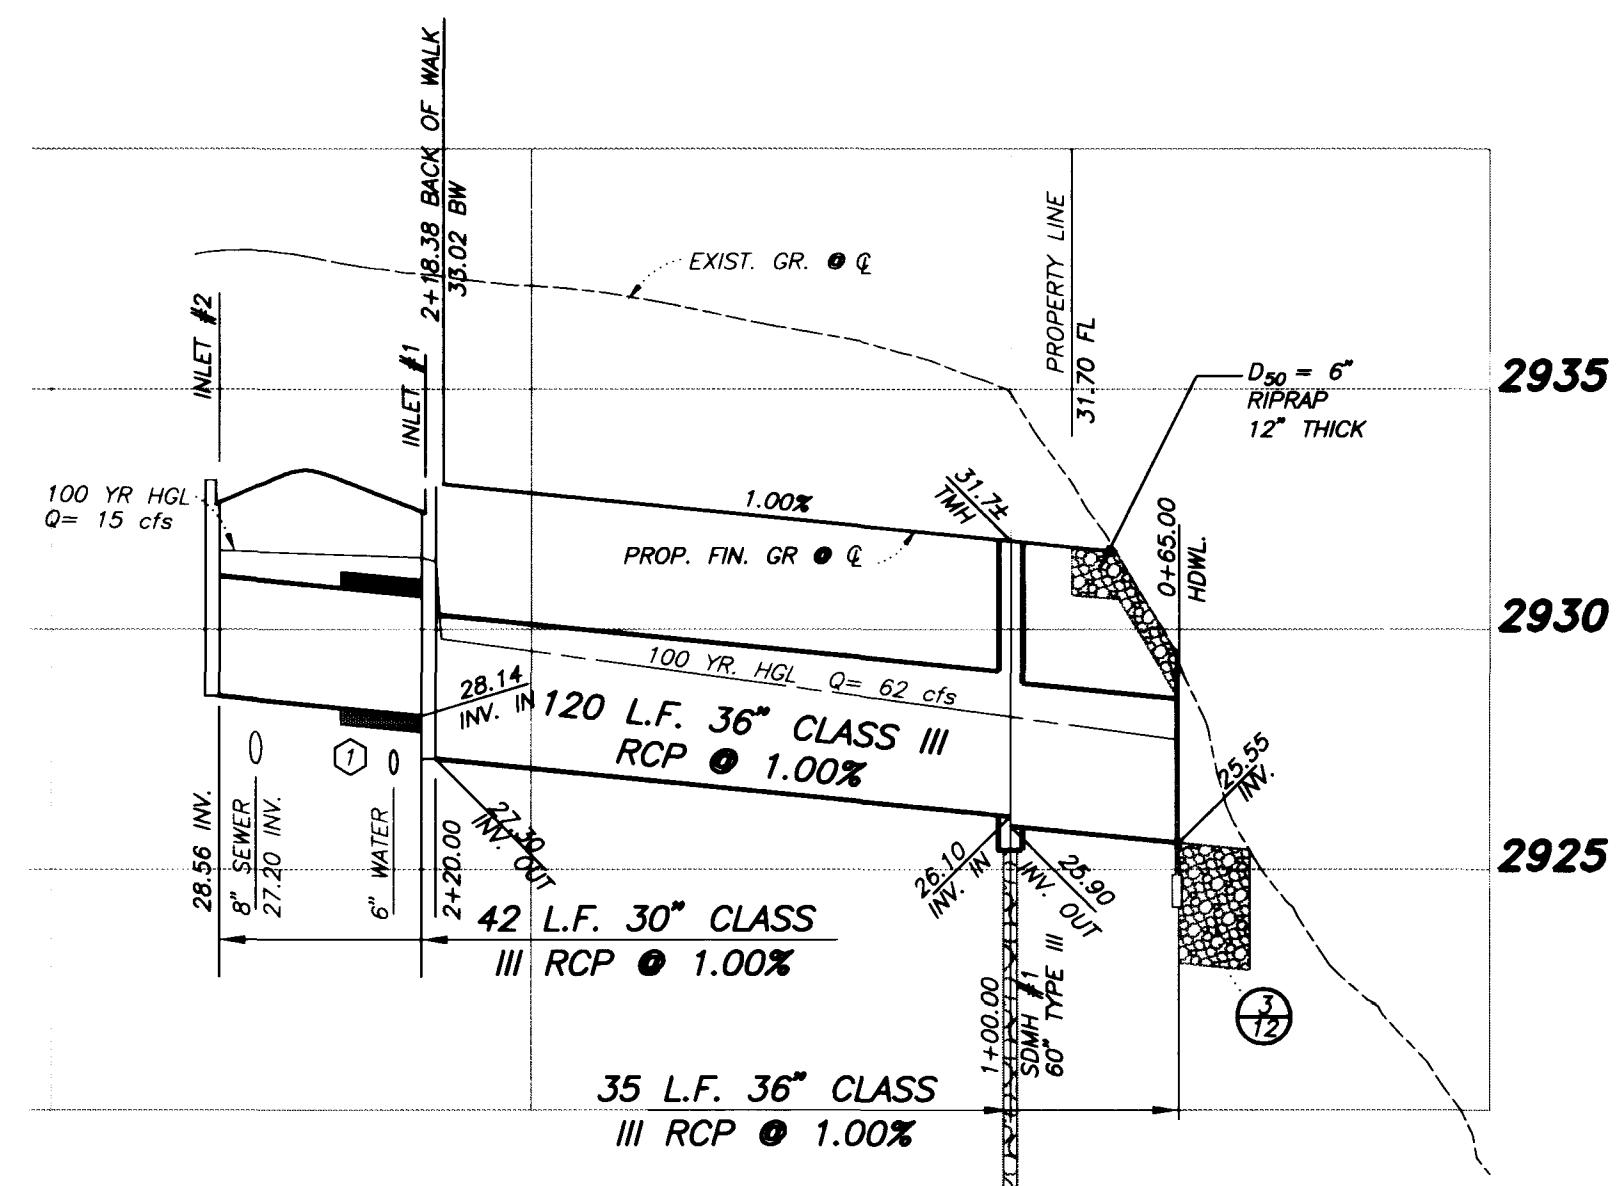 2+18.38 BACK OF WALK
33.02 BW
INLET #2
INLET #1
EXIST. GR. @ ℄
PROPERTY LINE
31.70 FL
2935
D50 = 6"
RIPRAP
12" THICK
100 YR HGL
Q= 15 cfs
1.00%
31.7±
TMH
PROP. FIN. GR @ ℄
0+65.00
HDWL.
2930
100 YR. HGL Q= 62 cfs
28.14
INV. IN
120 L.F. 36" CLASS III
RCP @ 1.00%
1
25.55
INV.
28.56 INV.
8" SEWER
27.20 INV.
6" WATER
2+20.00
27.30
INV. OUT
26.10
INV. IN
25.90
INV. OUT
2925
42 L.F. 30" CLASS
III RCP @ 1.00%
1+00.00
SDMH #1
60" TYPE III
3
12
35 L.F. 36" CLASS
III RCP @ 1.00%